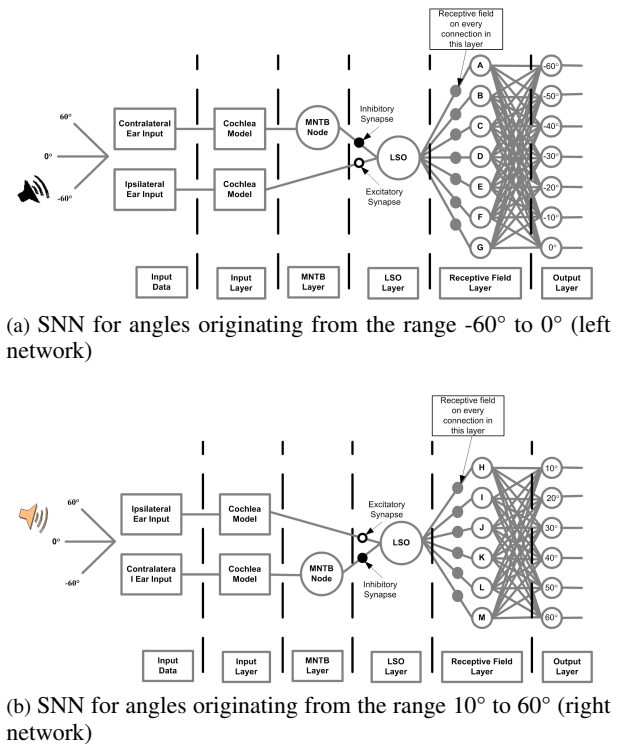 Receptive field
on every
connection in
this layer
A
B
C
D
E
F
G
-60°
-50°
-40°
-30°
-20°
-10°
0°
60°
0°
-60°
Contralateral
Ear Input
Cochlea
Model
MNTB
Node
Inhibitory
Synapse
LSO
Ipsilateral
Ear Input
Cochlea
Model
Excitatory
Synapse
Input
Data
Input
Layer
MNTB
Layer
LSO
Layer
Receptive Field
Layer
Output
Layer
(a) SNN for angles originating from the range -60° to 0° (left
network)
Receptive field
on every
connection in
this layer
H
I
J
K
L
M
10°
20°
30°
40°
50°
60°
60°
0°
-60°
Ipsilateral
Ear Input
Cochlea
Model
Excitatory
Synapse
LSO
Contralatera
l Ear Input
Cochlea
Model
MNTB
Node
Inhibitory
Synapse
Input
Data
Input
Layer
MNTB
Layer
LSO
Layer
Receptive Field
Layer
Output
Layer
(b) SNN for angles originating from the range 10° to 60° (right
network)